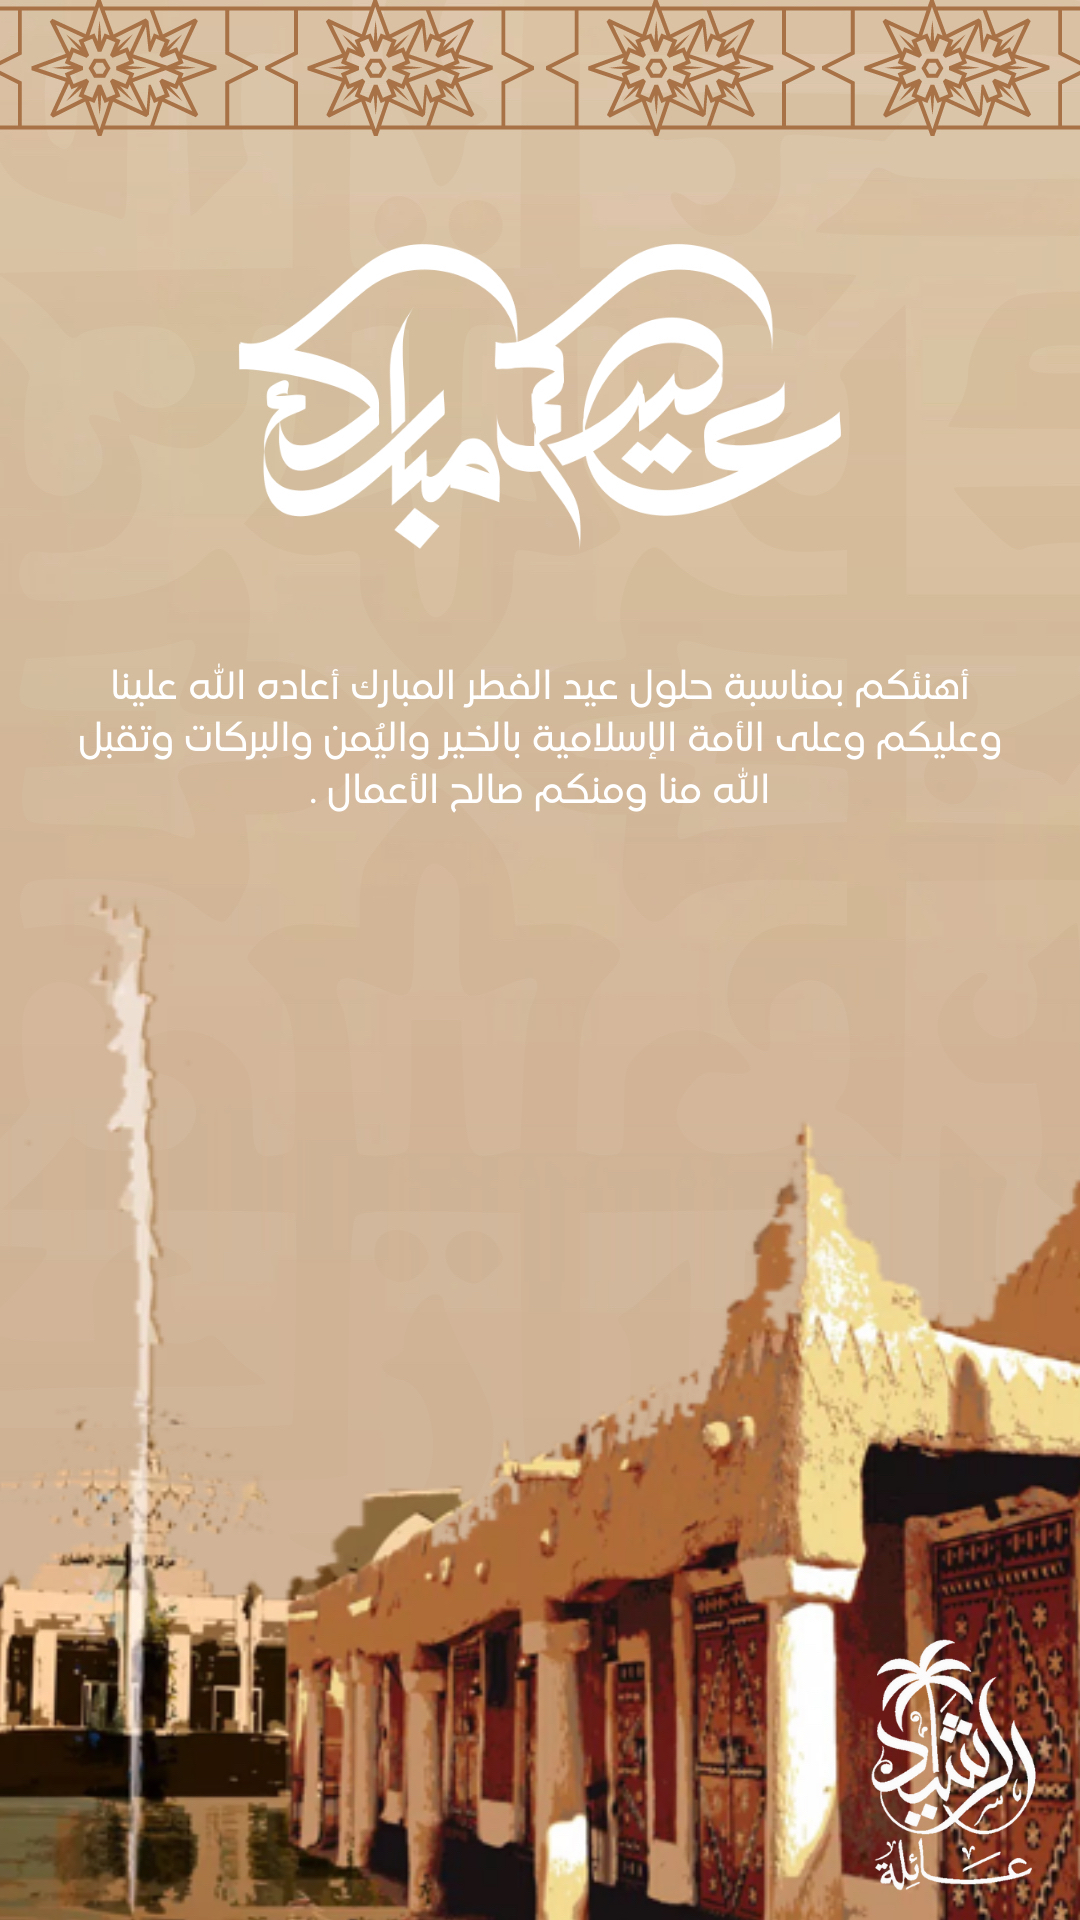 عيدكم مبارك
أهنئكم بمناسبة حلول عيد الفطر المبارك أعاده الله علينا
وعليكم وعلى الأمة الإسلامية بالخير واليُمن والبركات وتقبل
الله منا ومنكم صالح الأعمال .
عائلة